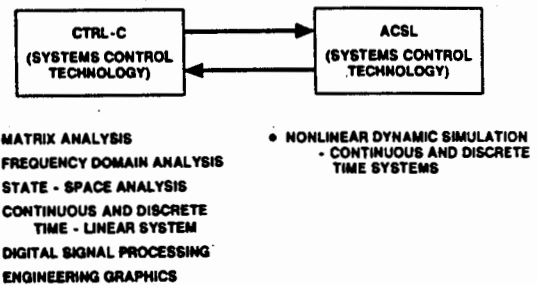 CTRL-C
(SYSTEMS CONTROL
TECHNOLOGY)
ACSL
(SYSTEMS CONTROL
TECHNOLOGY)
MATRIX ANALYSIS
FREQUENCY DOMAIN ANALYSIS
STATE - SPACE ANALYSIS
CONTINUOUS AND DISCRETE
TIME - LINEAR SYSTEM
DIGITAL SIGNAL PROCESSING
ENGINEERING GRAPHICS
• NONLINEAR DYNAMIC SIMULATION
- CONTINUOUS AND DISCRETE
TIME SYSTEMS